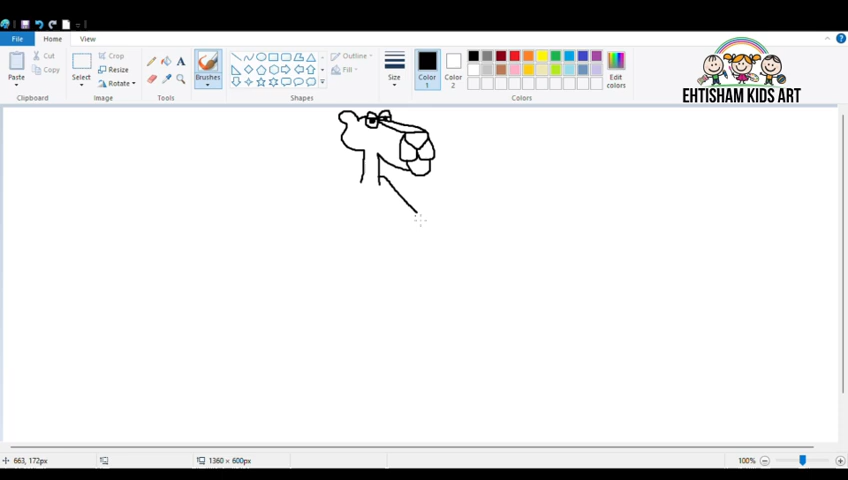 File
Home
View
Paste
Cut
Copy
Clipboard
Select
Crop
Resize
Rotate
Image
A
Tools
Brushes
Shapes
Outline
Fill
Size
Color
1
Color
2
Edit
colors
Colors
EHTISHAM KIDS ART
663, 172px
1360 × 600px
100%